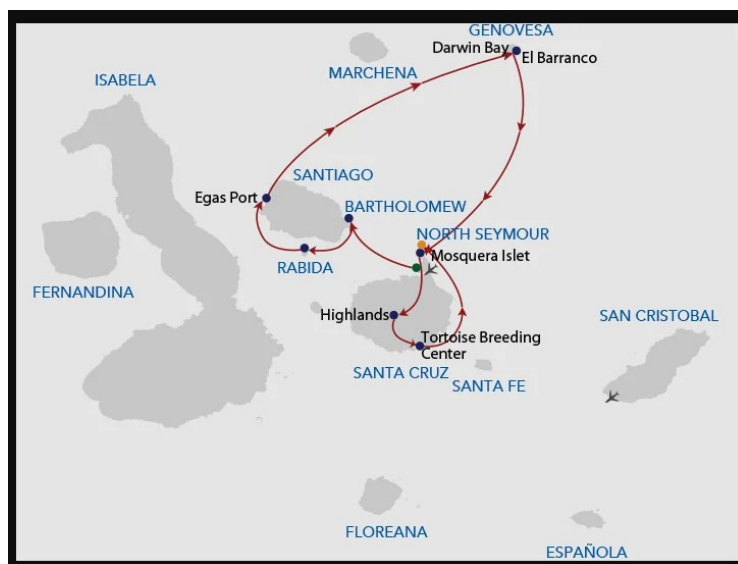 GENOVESA
Darwin Bay
El Barranco
MARCHENA
ISABELA
SANTIAGO
Egas Port
BARTHOLOMEW
NORTH SEYMOUR
Mosquera Islet
RABIDA
FERNANDINA
Highlands
SAN CRISTOBAL
Tortoise Breeding
Center
SANTA CRUZ
SANTA FE
FLOREANA
ESPAÑOLA